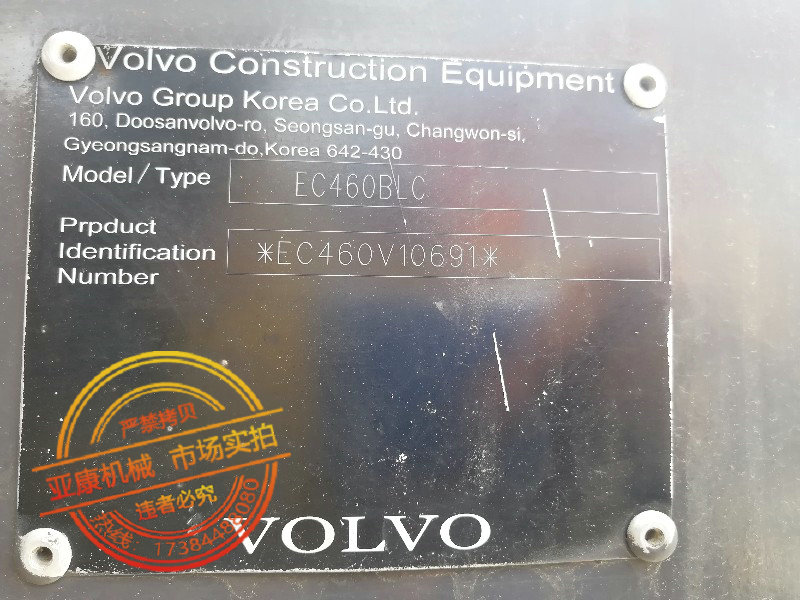 Volvo Construction Equipment
Volvo Group Korea Co.Ltd.
160, Doosanvolvo-ro, Seongsan-gu, Changwon-si,
Gyeongsangnam-do,Korea 642-430
Model/Type
EC460BLC
Prpduct
Identification
Number
*EC460V10691*
严禁拷贝
亚康机械 市场实拍
违者必究
热线
VOLVO